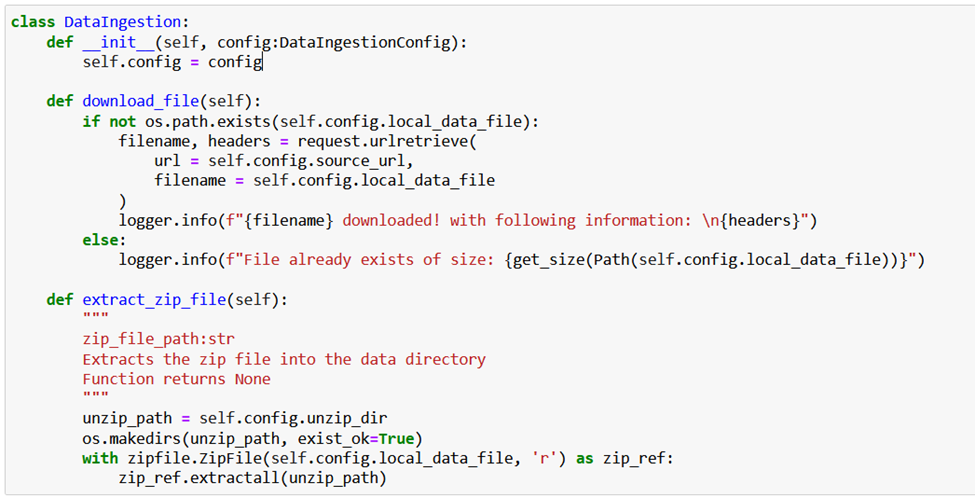 class DataIngestion:
    def __init__(self, config:DataIngestionConfig):
        self.config = config

    def download_file(self):
        if not os.path.exists(self.config.local_data_file):
            filename, headers = request.urlretrieve(
                url = self.config.source_url,
                filename = self.config.local_data_file
            )
            logger.info(f"{filename} downloaded! with following information: \n{headers}")
        else:
            logger.info(f"File already exists of size: {get_size(Path(self.config.local_data_file))}")

    def extract_zip_file(self):
        """
        zip_file_path:str
        Extracts the zip file into the data directory
        Function returns None
        """
        unzip_path = self.config.unzip_dir
        os.makedirs(unzip_path, exist_ok=True)
        with zipfile.ZipFile(self.config.local_data_file, 'r') as zip_ref:
            zip_ref.extractall(unzip_path)